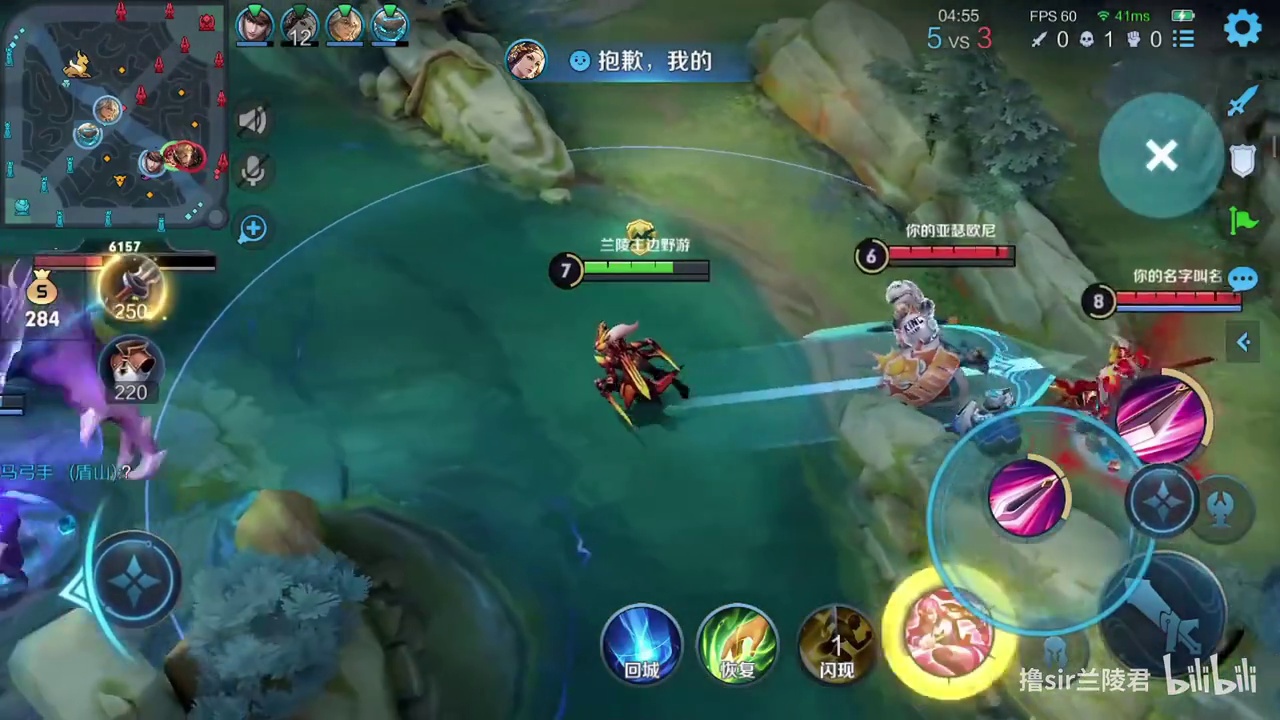 04:55
FPS 60
41ms
5 VS 3
0
1
0
12
抱歉，我的
兰陵王边野游
7
你的亚瑟欧尼
6
你的名字叫名
8
6157
S
284
250
220
马弓手 (盾山):?
回城
恢复
1
闪现
撸sir兰陵君
bilibili